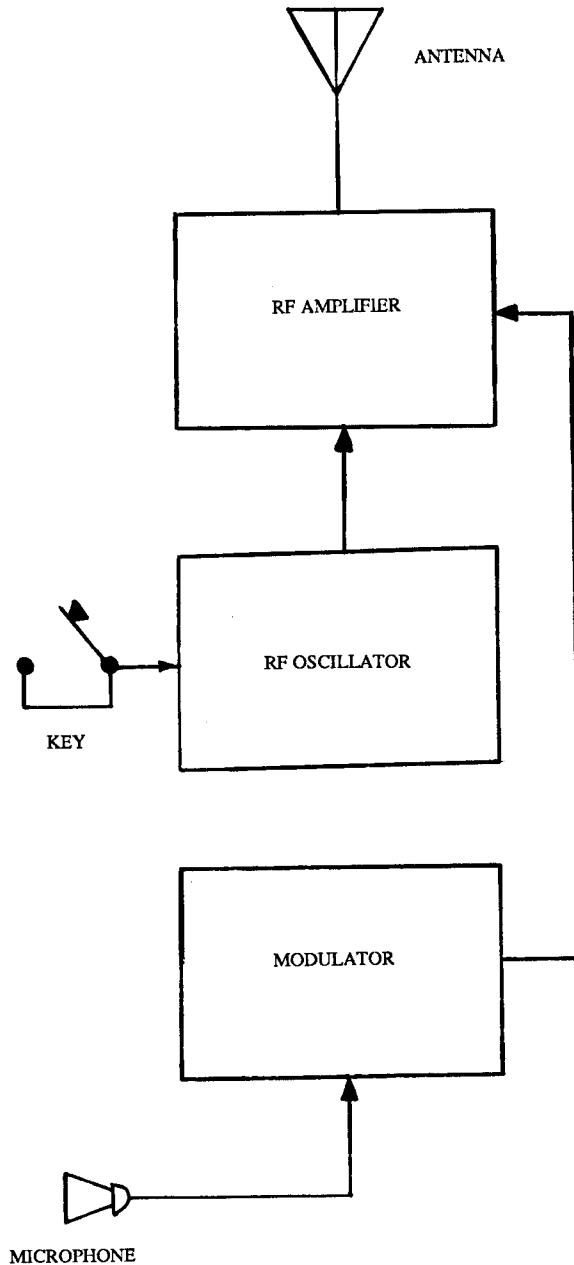 ANTENNA
RF AMPLIFIER
RF OSCILLATOR
KEY
MODULATOR
MICROPHONE